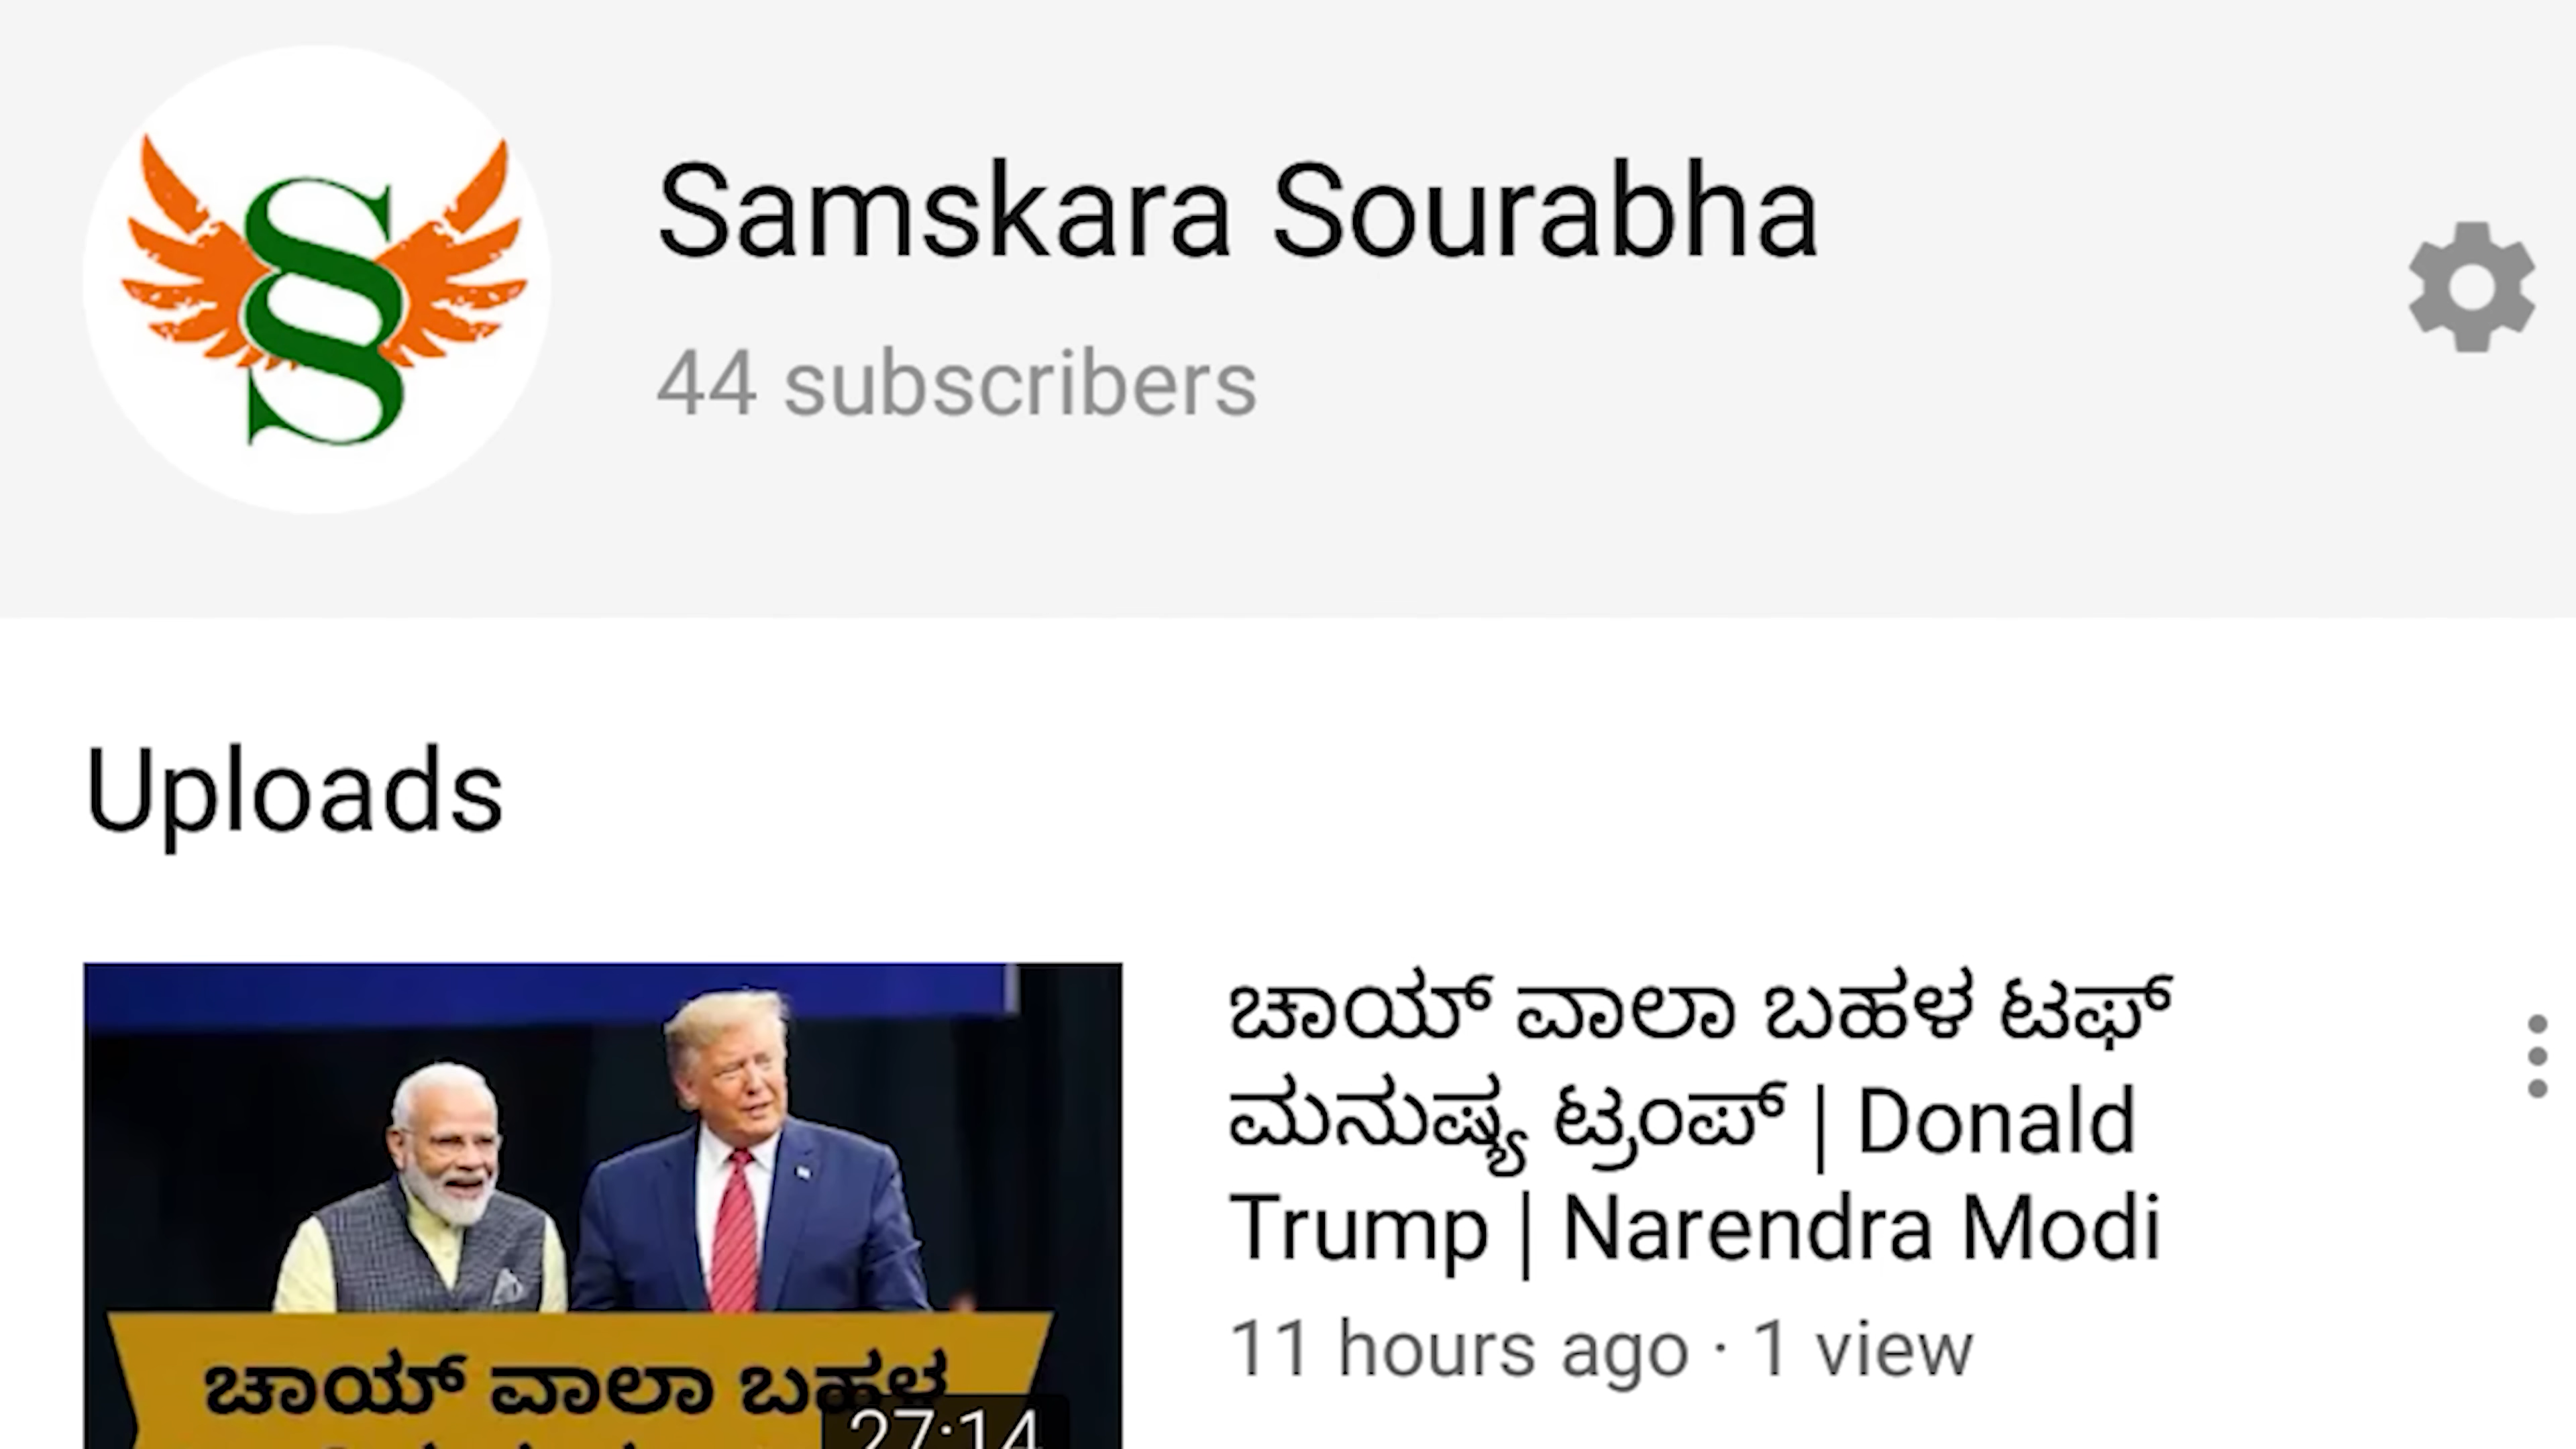 Samskara Sourabha
44 subscribers
Uploads
ಚಾಯ್ ವಾಲಾ ಬಹಳ ಟಫ್
ಮನುಷ್ಯ ಟ್ರಂಪ್ | Donald
Trump | Narendra Modi
11 hours ago · 1 view
ಚಾಯ್ ವಾಲಾ ಬಹಳ
27:14